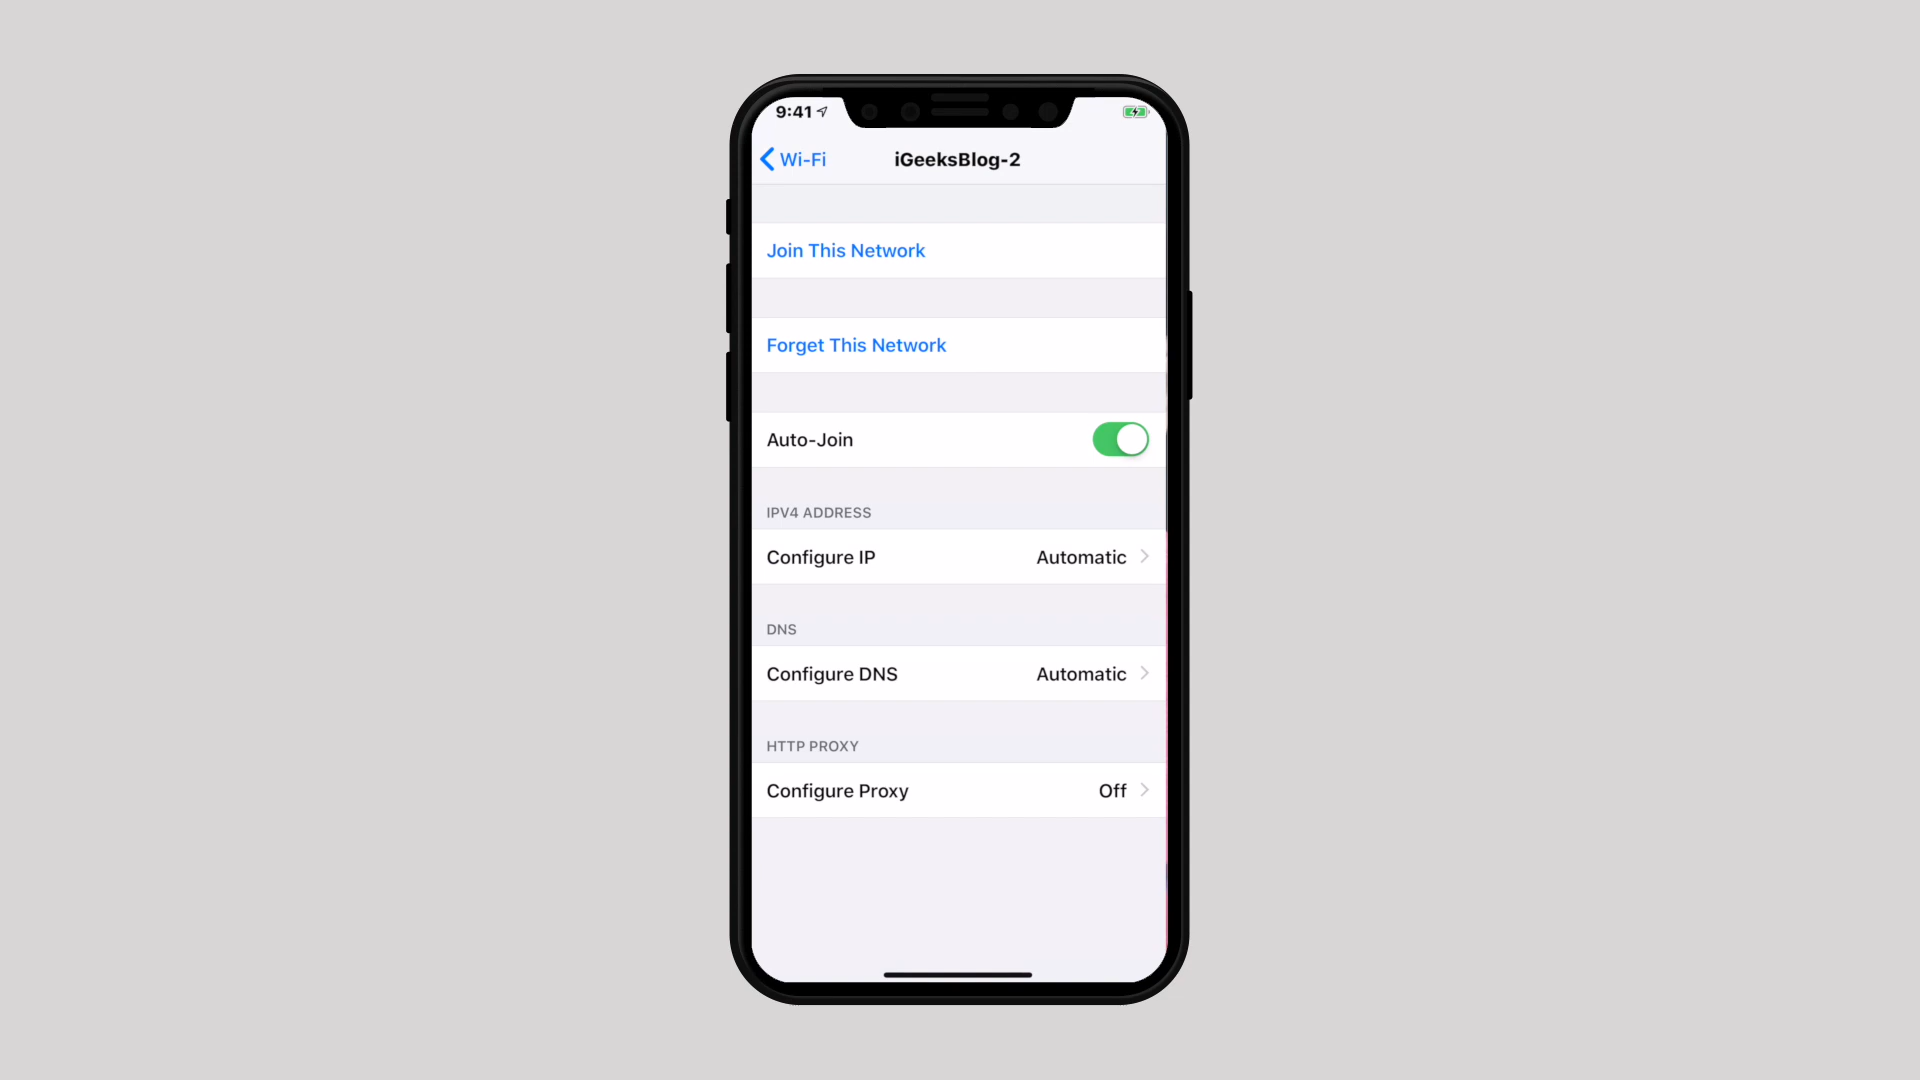 9:41
Wi-Fi
iGeeksBlog-2
Join This Network
Forget This Network
Auto-Join
IPV4 ADDRESS
Configure IP Automatic
DNS
Configure DNS Automatic
HTTP PROXY
Configure Proxy Off